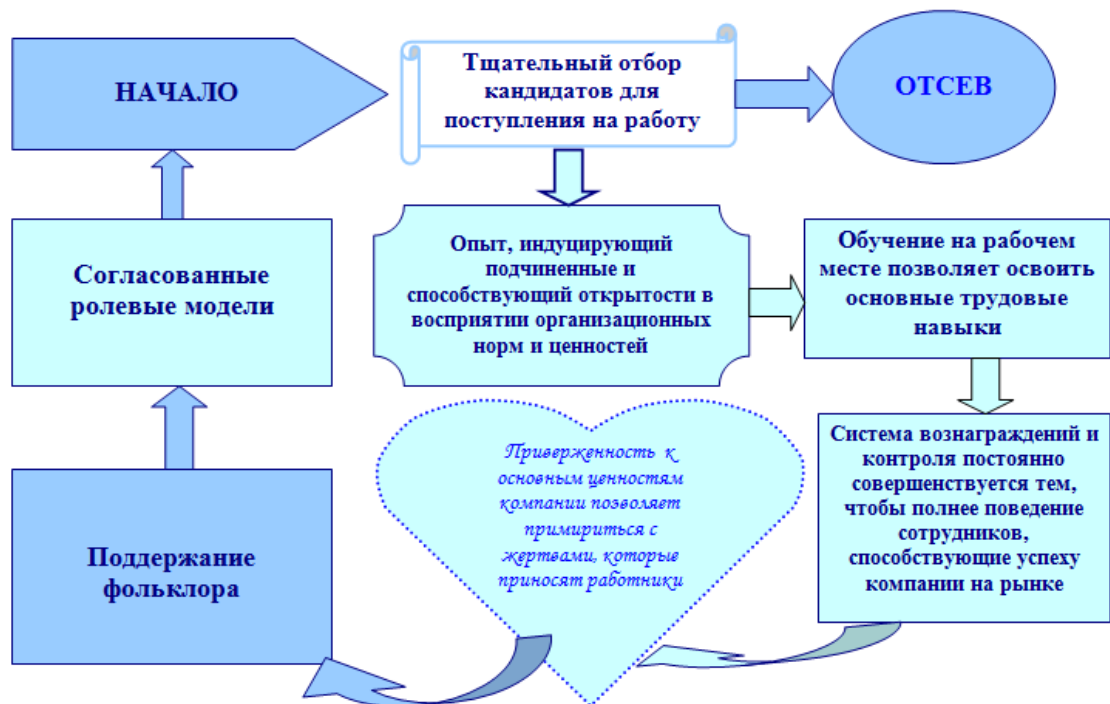 НАЧАЛО
Тщательный отбор
кандидатов для
поступления на работу
ОТСЕВ
Опыт, индуцирующий
подчиненные и
способствующий открытости в
восприятии организационных
норм и ценностей
Обучение на рабочем
месте позволяет освоить
основные трудовые
навыки
Система вознаграждений и
контроля постоянно
совершенствуется тем,
чтобы полнее поведение
сотрудников,
способствующие успеху
компании на рынке
Приверженность к
основным ценностям
компании позволяет
примириться с
жертвами, которые
приносят работники
Поддержание
фольклора
Согласованные
ролевые модели